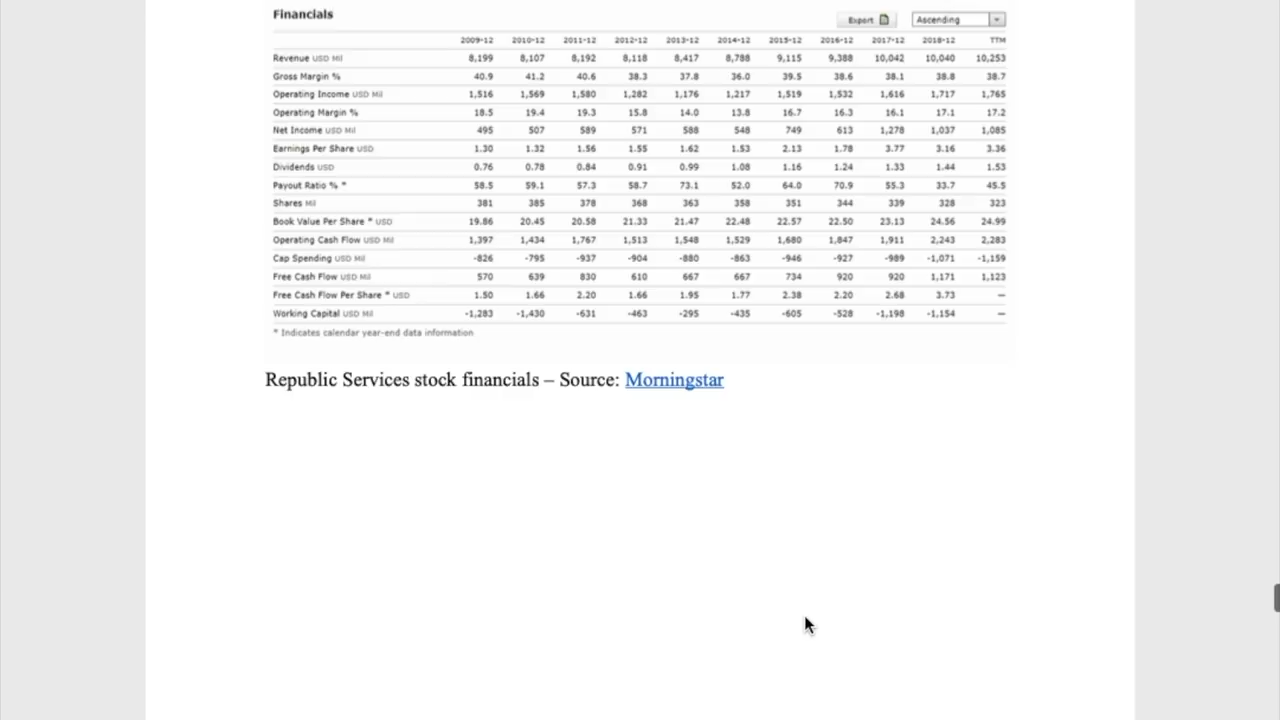 Financials
Export Ascending
2009-12 2010-12 2011-12 2012-12 2013-12 2014-12 2015-12 2016-12 2017-12 2018-12 TTM
Revenue USD Mil 8,199 8,107 8,192 8,118 8,417 8,788 9,115 9,388 10,042 10,040 10,253
Gross Margin % 40.9 41.2 40.6 38.3 37.8 36.0 39.5 38.6 38.1 38.8 38.7
Operating Income USD Mil 1,516 1,569 1,580 1,282 1,176 1,217 1,519 1,532 1,616 1,717 1,765
Operating Margin % 18.5 19.4 19.3 15.8 14.0 13.8 16.7 16.3 16.1 17.1 17.2
Net Income USD Mil 495 507 589 571 588 548 749 613 1,278 1,037 1,085
Earnings Per Share USD 1.30 1.32 1.56 1.55 1.62 1.53 2.13 1.78 3.77 3.16 3.36
Dividends USD 0.76 0.78 0.84 0.91 0.99 1.08 1.16 1.24 1.33 1.44 1.53
Payout Ratio % * 58.5 59.1 57.3 58.7 73.1 52.0 64.0 70.9 55.3 33.7 45.5
Shares Mil 381 385 378 368 363 358 351 344 339 328 323
Book Value Per Share * USD 19.86 20.45 20.58 21.33 21.47 22.48 22.57 22.50 23.13 24.56 24.99
Operating Cash Flow USD Mil 1,397 1,434 1,767 1,513 1,548 1,529 1,680 1,847 1,911 2,243 2,283
Cap Spending USD Mil -826 -795 -937 -904 -880 -863 -946 -927 -989 -1,071 -1,159
Free Cash Flow USD Mil 570 639 830 610 667 667 734 920 920 1,171 1,123
Free Cash Flow Per Share * USD 1.50 1.66 2.20 1.66 1.95 1.77 2.38 2.20 2.68 3.73 —
Working Capital USD Mil -1,283 -1,430 -631 -463 -295 -435 -605 -528 -1,198 -1,154 —
* Indicates calendar year-end data information
Republic Services stock financials – Source: Morningstar